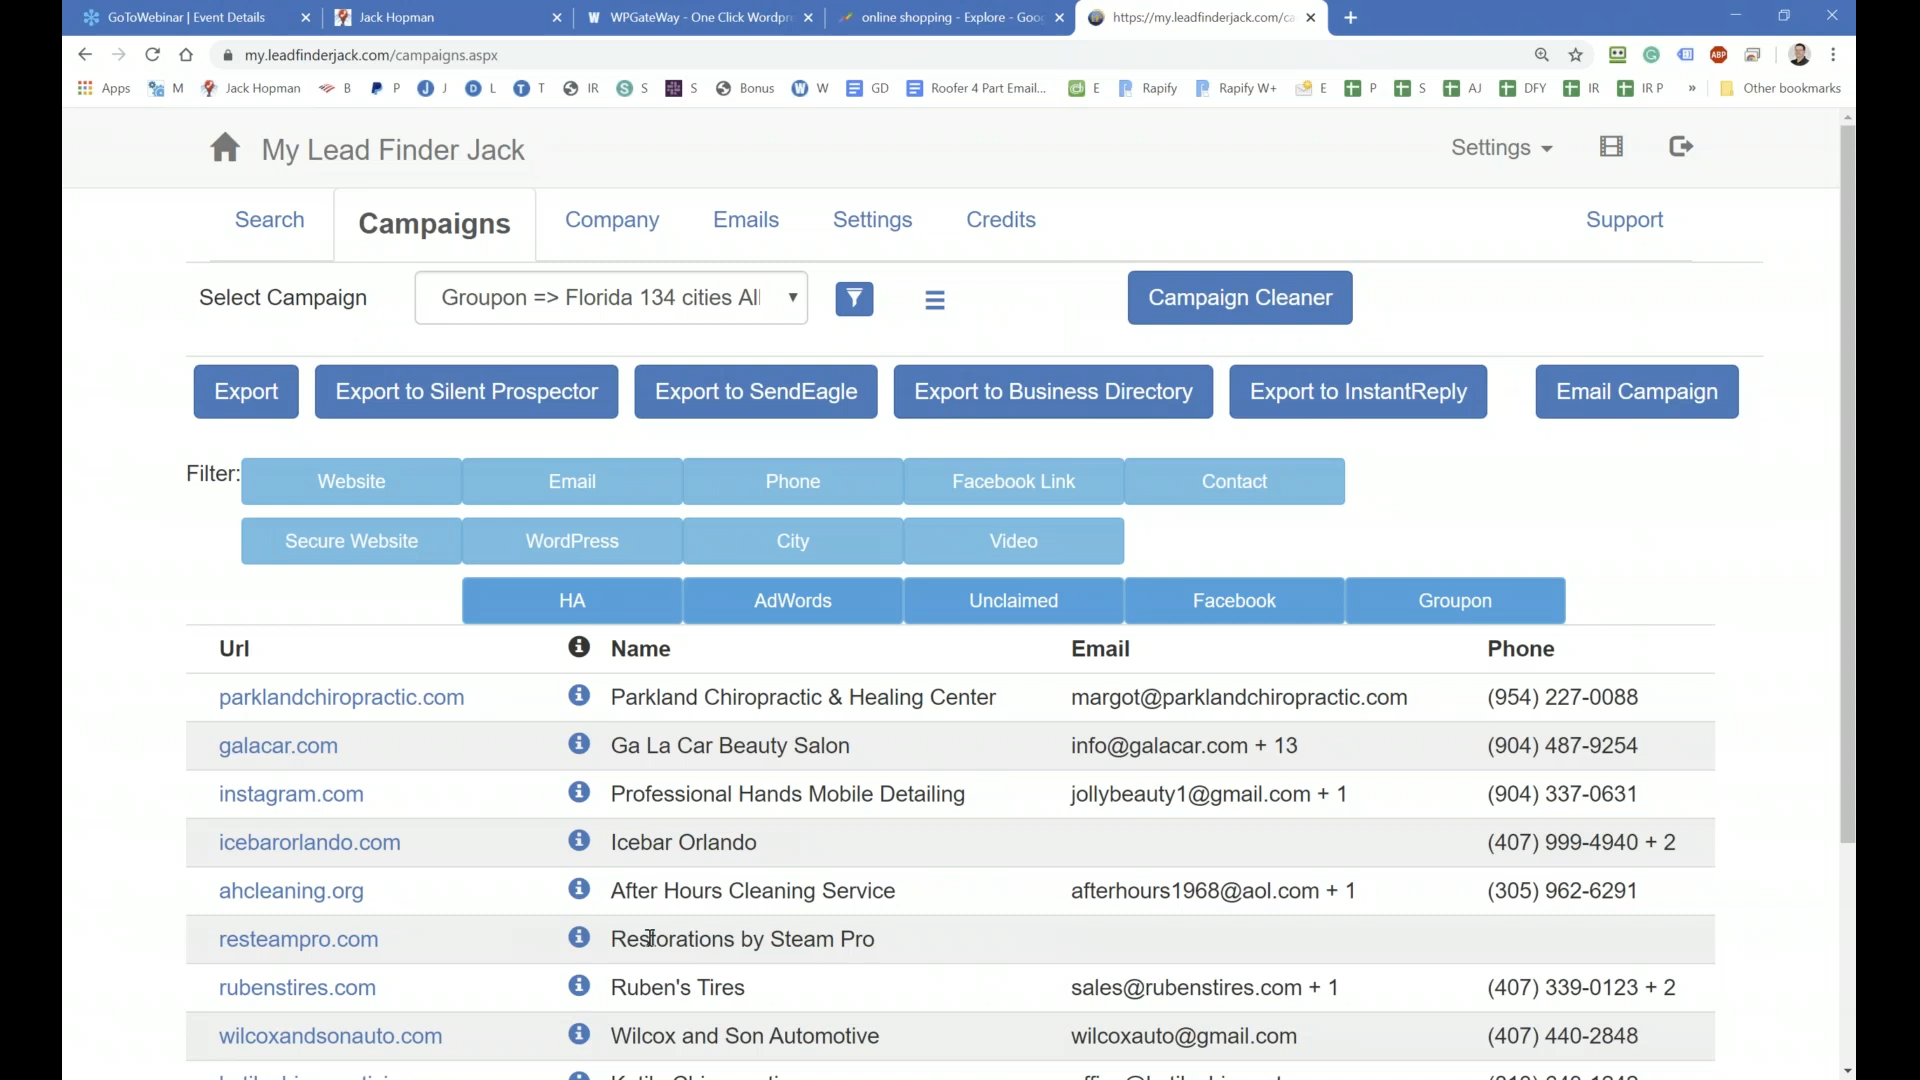 GoToWebinar | Event Details
Jack Hopman
WPGateWay - One Click Wordpr
online shopping - Explore - Goo
https://my.leadfinderjack.com/ca
my.leadfinderjack.com/campaigns.aspx
ABP
Apps M Jack Hopman B P J L T IR S S Bonus W GD Roofer 4 Part Email... E Rapify Rapify W+ E P S AJ DFY IR IR P » Other bookmarks
My Lead Finder Jack
Settings
Search Campaigns Company Emails Settings Credits Support
Select Campaign Groupon => Florida 134 cities All Campaign Cleaner
Export Export to Silent Prospector Export to SendEagle Export to Business Directory Export to InstantReply Email Campaign
Filter: Website Email Phone Facebook Link Contact
Secure Website WordPress City Video
HA AdWords Unclaimed Facebook Groupon
Url Name Email Phone
parklandchiropractic.com Parkland Chiropractic & Healing Center margot@parklandchiropractic.com (954) 227-0088
galacar.com Ga La Car Beauty Salon info@galacar.com + 13 (904) 487-9254
instagram.com Professional Hands Mobile Detailing jollybeauty1@gmail.com + 1 (904) 337-0631
icebarorlando.com Icebar Orlando (407) 999-4940 + 2
ahcleaning.org After Hours Cleaning Service afterhours1968@aol.com + 1 (305) 962-6291
resteampro.com Restorations by Steam Pro
rubenstires.com Ruben's Tires sales@rubenstires.com + 1 (407) 339-0123 + 2
wilcoxandsonauto.com Wilcox and Son Automotive wilcoxauto@gmail.com (407) 440-2848